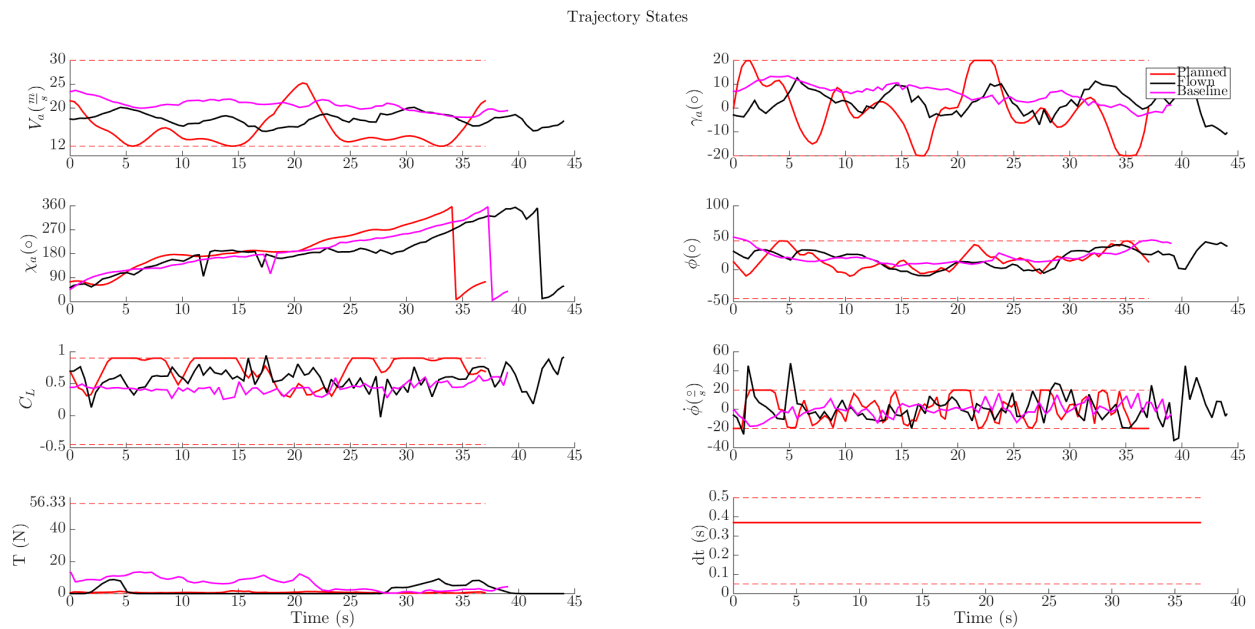 Trajectory States
30
25
20
12
V_a(m/s)
0 5 10 15 20 25 30 35 40 45
20
10
0
-10
-20
γ_a(○)
0 5 10 15 20 25 30 35 40 45
Planned
Flown
Baseline
360
270
180
90
0
χ_a(○)
0 5 10 15 20 25 30 35 40 45
100
50
0
-50
ϕ(○)
0 5 10 15 20 25 30 35 40 45
1
0.5
0
-0.5
C_L
0 5 10 15 20 25 30 35 40 45
60
40
20
0
-20
-40
ϕ̇(○/s)
0 5 10 15 20 25 30 35 40 45
56.33
40
20
0
T (N)
0 5 10 15 20 25 30 35 40 45
Time (s)
0.5
0.4
0.3
0.2
0.1
0
dt (s)
0 5 10 15 20 25 30 35 40
Time (s)